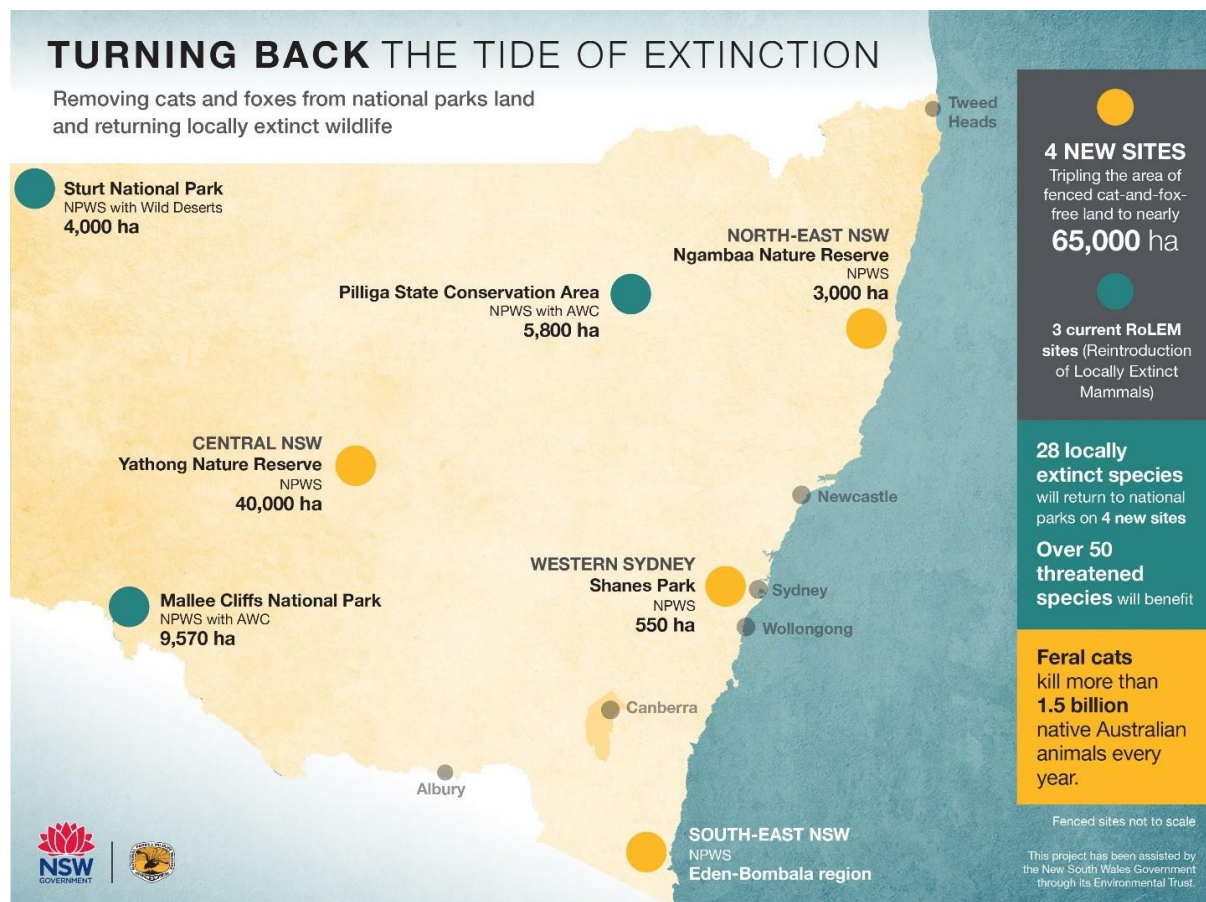 TURNING BACK THE TIDE OF EXTINCTION
Removing cats and foxes from national parks land
and returning locally extinct wildlife
Tweed
Heads
Sturt National Park
NPWS with Wild Deserts
4,000 ha
NORTH-EAST NSW
Ngambaa Nature Reserve
NPWS
3,000 ha
Pilliga State Conservation Area
NPWS with AWC
5,800 ha
CENTRAL NSW
Yathong Nature Reserve
NPWS
40,000 ha
Newcastle
WESTERN SYDNEY
Shanes Park
NPWS
550 ha
Sydney
Wollongong
Mallee Cliffs National Park
NPWS with AWC
9,570 ha
Canberra
Albury
SOUTH-EAST NSW
NPWS
Eden-Bombala region
NSW
GOVERNMENT
4 NEW SITES
Tripling the area of
fenced cat-and-fox-
free land to nearly
65,000 ha
3 current RoLEM
sites (Reintroduction
of Locally Extinct
Mammals)
28 locally
extinct species
will return to national
parks on 4 new sites
Over 50
threatened
species will benefit
Feral cats
kill more than
1.5 billion
native Australian
animals every
year.
Fenced sites not to scale
This project has been assisted by
the New South Wales Government
through its Environmental Trust.